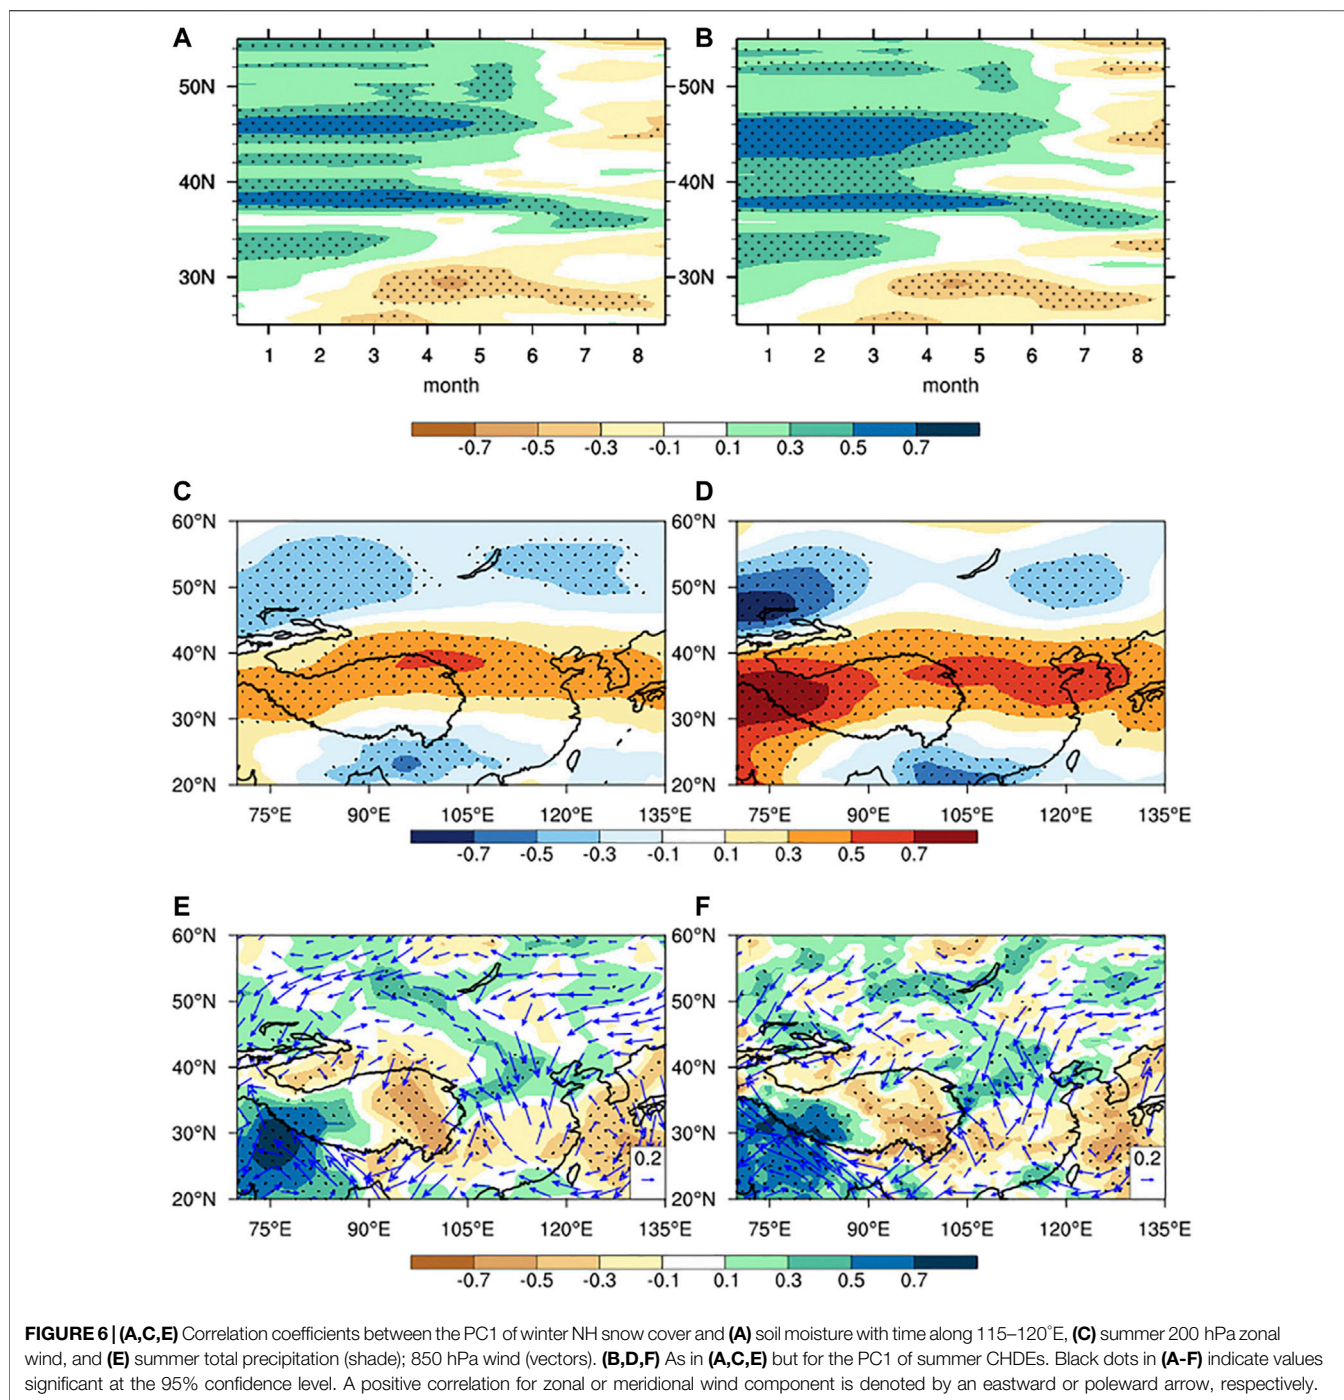 A
B
50N
40N
30N
50N
40N
30N
1 2 3 4 5 6 7 8
month
1 2 3 4 5 6 7 8
month
-0.7 -0.5 -0.3 -0.1 0.1 0.3 0.5 0.7
C
D
60°N
50°N
40°N
30°N
20°N
60°N
50°N
40°N
30°N
20°N
75°E 90°E 105°E 120°E 135°E
75°E 90°E 105°E 120°E 135°E
-0.7 -0.5 -0.3 -0.1 0.1 0.3 0.5 0.7
E
F
60°N
50°N
40°N
30°N
20°N
0.2
60°N
50°N
40°N
30°N
20°N
0.2
75°E 90°E 105°E 120°E 135°E
75°E 90°E 105°E 120°E 135°E
-0.7 -0.5 -0.3 -0.1 0.1 0.3 0.5 0.7
FIGURE 6 | (A,C,E) Correlation coefficients between the PC1 of winter NH snow cover and (A) soil moisture with time along 115–120°E, (C) summer 200 hPa zonal
wind, and (E) summer total precipitation (shade); 850 hPa wind (vectors). (B,D,F) As in (A,C,E) but for the PC1 of summer CHDEs. Black dots in (A-F) indicate values
significant at the 95% confidence level. A positive correlation for zonal or meridional wind component is denoted by an eastward or poleward arrow, respectively.